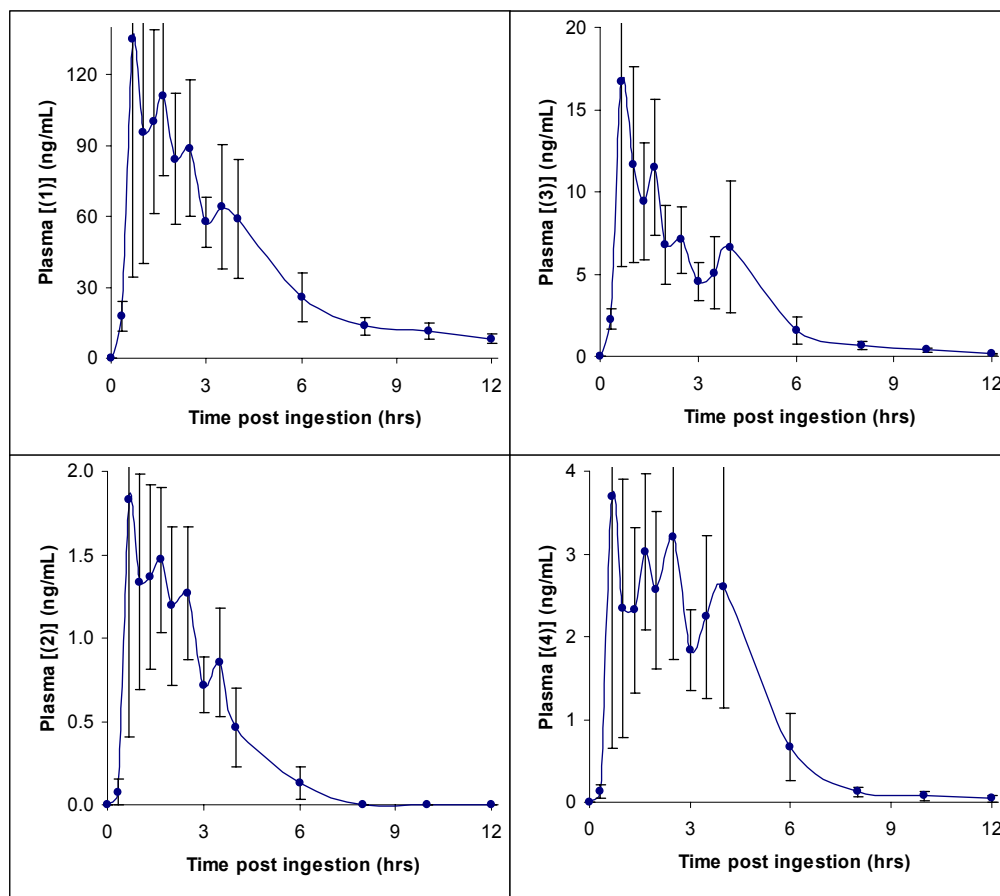 Plasma [(1)] (ng/mL)
120
90
60
30
0
0 3 6 9 12
Time post ingestion (hrs)
Plasma [(3)] (ng/mL)
20
15
10
5
0
0 3 6 9 12
Time post ingestion (hrs)
Plasma [(2)] (ng/mL)
2.0
1.5
1.0
0.5
0.0
0 3 6 9 12
Time post ingestion (hrs)
Plasma [(4)] (ng/mL)
4
3
2
1
0
0 3 6 9 12
Time post ingestion (hrs)